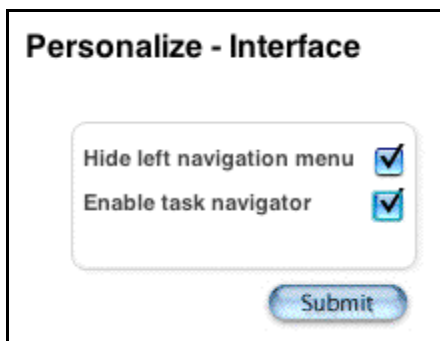 Personalize - Interface
Hide left navigation menu
Enable task navigator
Submit